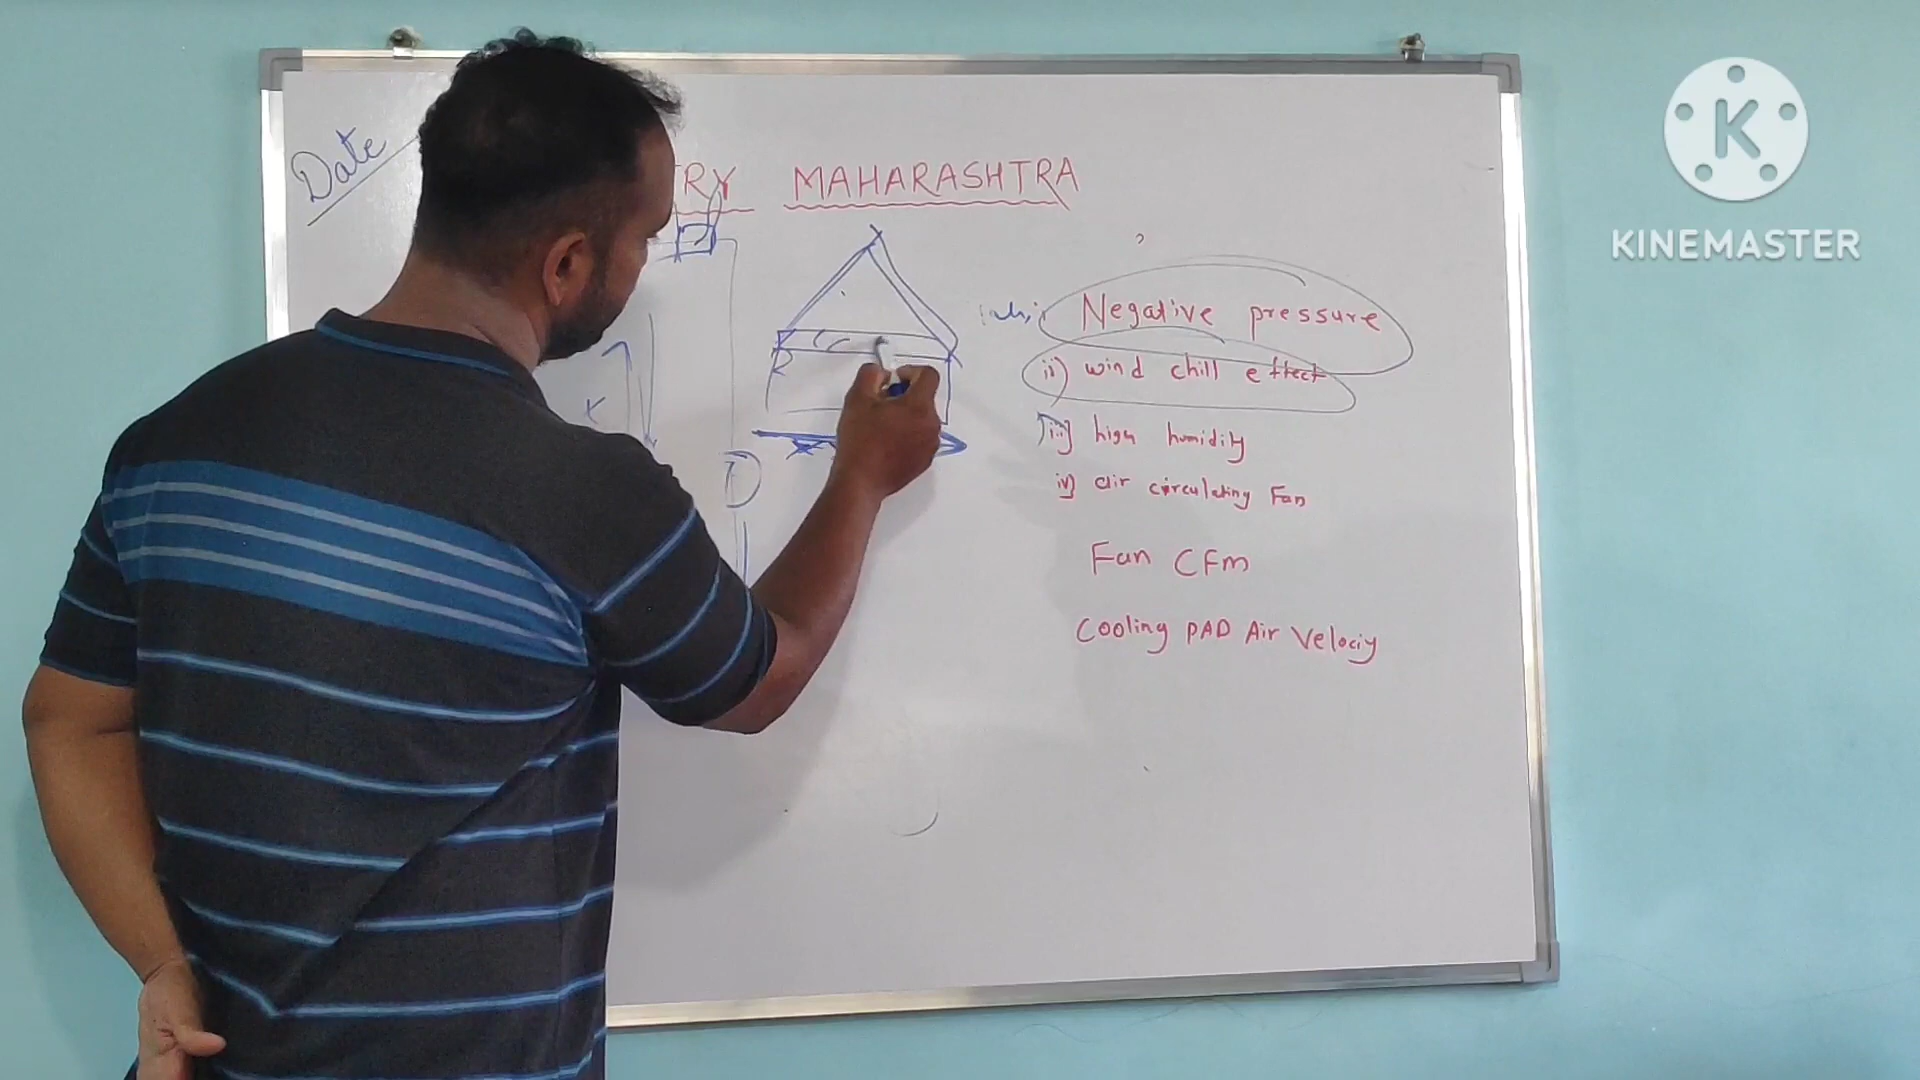 Date
TRY MAHARASHTRA
Negative pressure
ii) wind chill effect
iii] high humidity
iv] air circulating Fan
Fan CFm
Cooling PAD Air Velociy
K
KINEMASTER